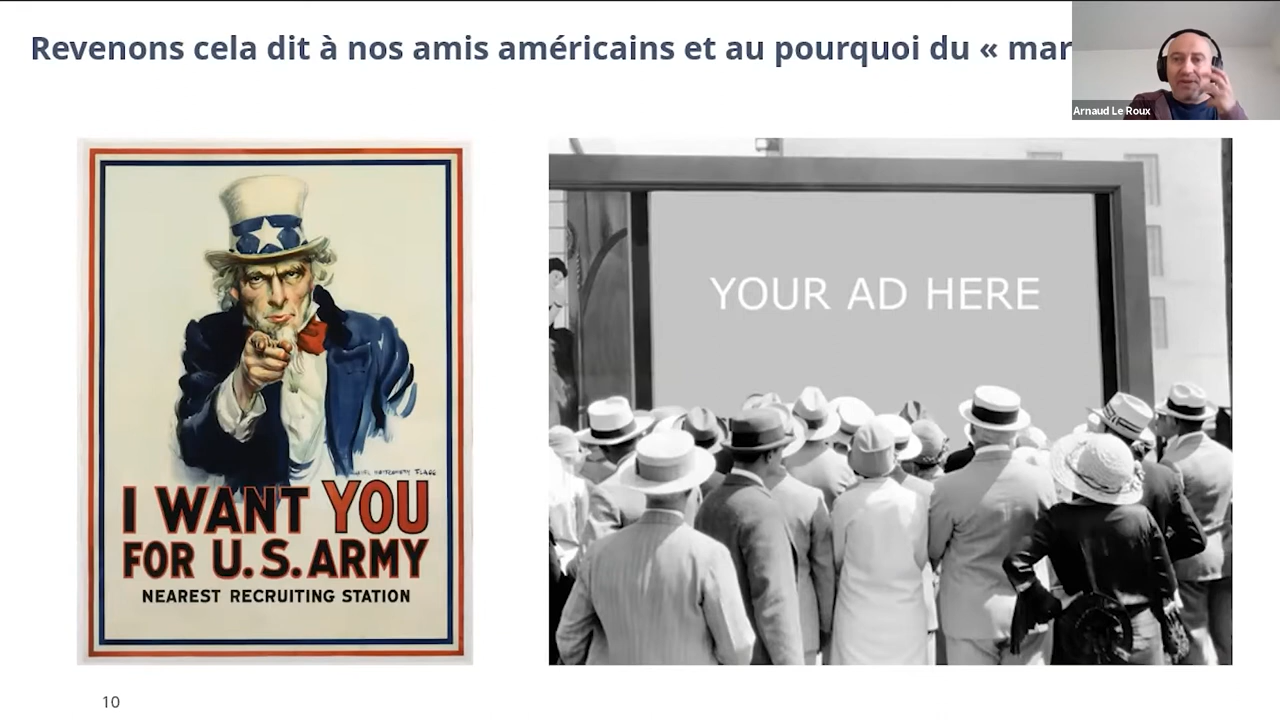 Revenons cela dit à nos amis américains et au pourquoi du « mar
Arnaud Le Roux
I WANT YOU
FOR U.S. ARMY
NEAREST RECRUITING STATION
YOUR AD HERE
10